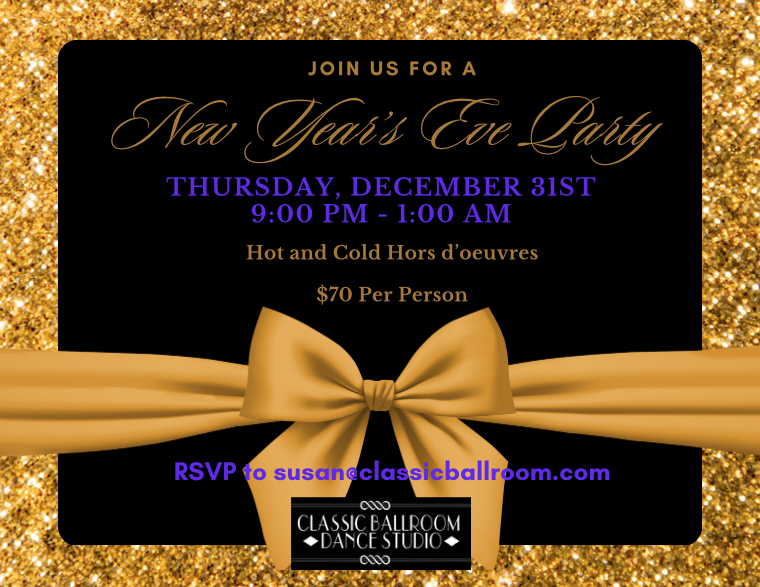 JOIN US FOR A
New Year's Eve Party
THURSDAY, DECEMBER 31ST
9:00 PM - 1:00 AM
Hot and Cold Hors d'oeuvres
$70 Per Person
RSVP to susan@classicballroom.com
CLASSIC BALLROOM
DANCE STUDIO